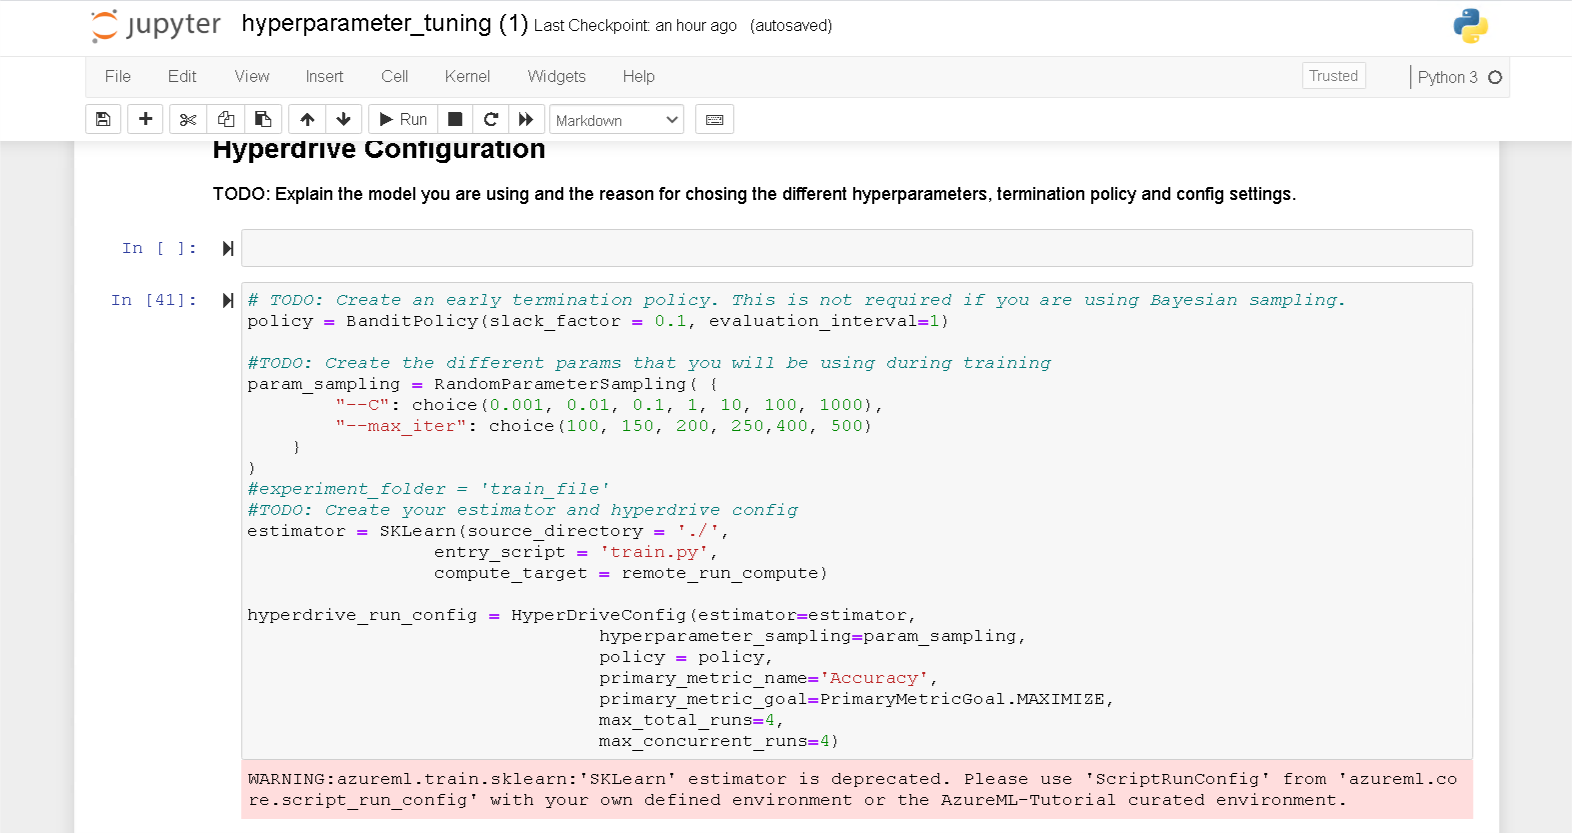 jupyter hyperparameter_tuning (1) Last Checkpoint: an hour ago (autosaved)
File Edit View Insert Cell Kernel Widgets Help Trusted Python 3
Run Markdown
Hyperdrive Configuration
TODO: Explain the model you are using and the reason for chosing the different hyperparameters, termination policy and config settings.
In [ ]:
In [41]:
# TODO: Create an early termination policy. This is not required if you are using Bayesian sampling.
policy = BanditPolicy(slack_factor = 0.1, evaluation_interval=1)
#TODO: Create the different params that you will be using during training
param_sampling = RandomParameterSampling( {
"--C": choice(0.001, 0.01, 0.1, 1, 10, 100, 1000),
"--max_iter": choice(100, 150, 200, 250,400, 500)
}
)
#experiment_folder = 'train_file'
#TODO: Create your estimator and hyperdrive config
estimator = SKLearn(source_directory = './',
entry_script = 'train.py',
compute_target = remote_run_compute)
hyperdrive_run_config = HyperDriveConfig(estimator=estimator,
hyperparameter_sampling=param_sampling,
policy = policy,
primary_metric_name='Accuracy',
primary_metric_goal=PrimaryMetricGoal.MAXIMIZE,
max_total_runs=4,
max_concurrent_runs=4)
WARNING:azureml.train.sklearn:'SKLearn' estimator is deprecated. Please use 'ScriptRunConfig' from 'azureml.co
re.script_run_config' with your own defined environment or the AzureML-Tutorial curated environment.